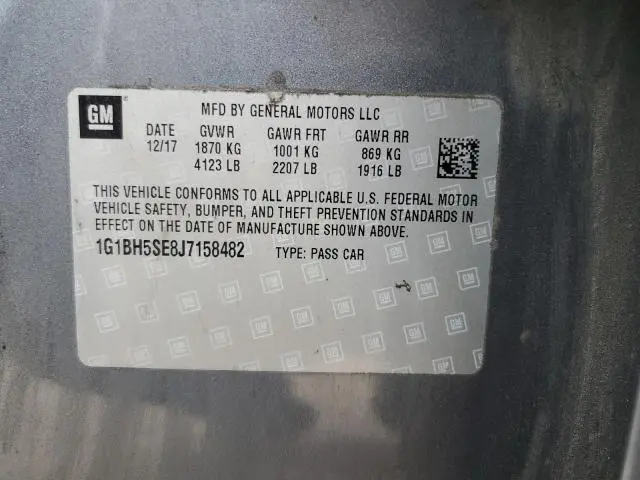 GM
MFD BY GENERAL MOTORS LLC
DATE GVWR GAWR FRT GAWR RR
12/17 1870 KG 1001 KG 869 KG
4123 LB 2207 LB 1916 LB
THIS VEHICLE CONFORMS TO ALL APPLICABLE U.S. FEDERAL MOTOR
VEHICLE SAFETY, BUMPER, AND THEFT PREVENTION STANDARDS IN
EFFECT ON THE DATE OF MANUFACTURE SHOWN ABOVE.
1G1BH5SE8J7158482 TYPE: PASS CAR